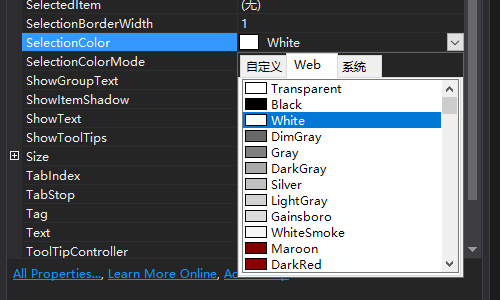 SelectedItem (无)
SelectionBorderWidth 1
SelectionColor White
SelectionColorMode
ShowGroupText
ShowItemShadow
ShowText
ShowToolTips
Size
TabIndex
TabStop
Tag
Text
ToolTipController
自定义 Web 系统
Transparent
Black
White
DimGray
Gray
DarkGray
Silver
LightGray
Gainsboro
WhiteSmoke
Maroon
DarkRed
All Properties..., Learn More Online,